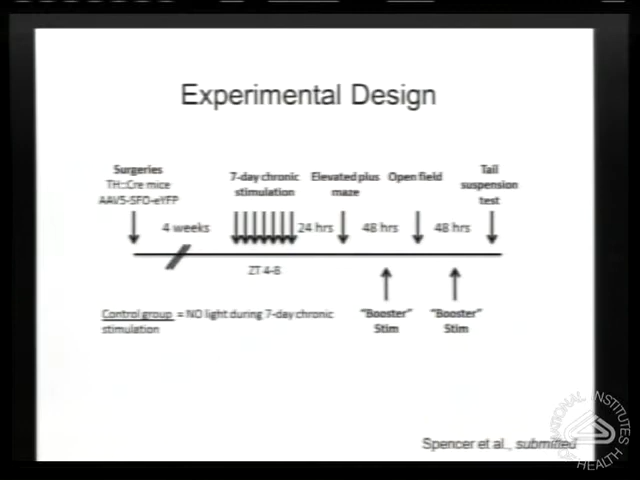 Experimental Design
Surgeries
TH::Cre mice
AAV5-SFO-eYFP
4 weeks
7-day chronic
stimulation
24 hrs
Elevated plus
maze
48 hrs
Open field
48 hrs
Tail
suspension
test
ZT 4-8
"Booster"
Stim
"Booster"
Stim
Control group = NO light during 7-day chronic
stimulation
Spencer et al., submitted
NATIONAL INSTITUTES
OF HEALTH